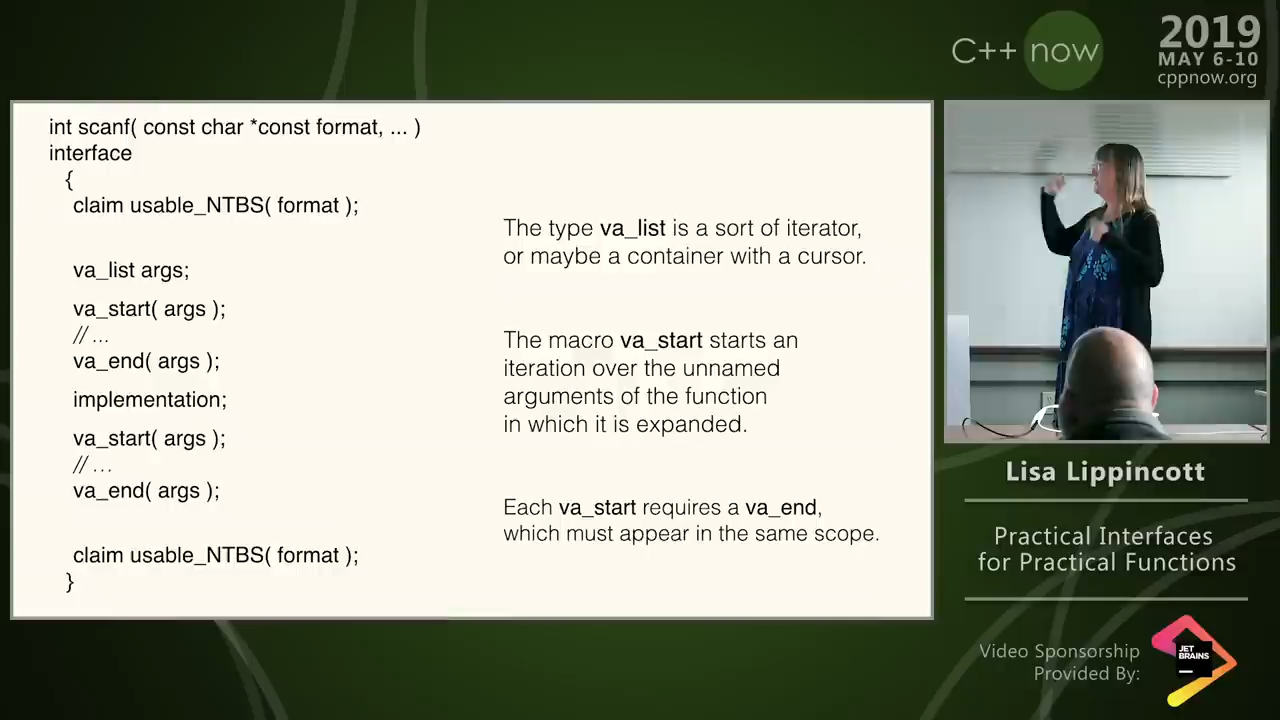 C++ now
2019
MAY 6-10
cppnow.org
int scanf( const char *const format, ... )
interface
{
claim usable_NTBS( format );
va_list args;
va_start( args );
// ...
va_end( args );
implementation;
va_start( args );
// ...
va_end( args );
claim usable_NTBS( format );
}
The type va_list is a sort of iterator,
or maybe a container with a cursor.
The macro va_start starts an
iteration over the unnamed
arguments of the function
in which it is expanded.
Each va_start requires a va_end,
which must appear in the same scope.
Lisa Lippincott
Practical Interfaces
for Practical Functions
Video Sponsorship
Provided By:
JET
BRAINS